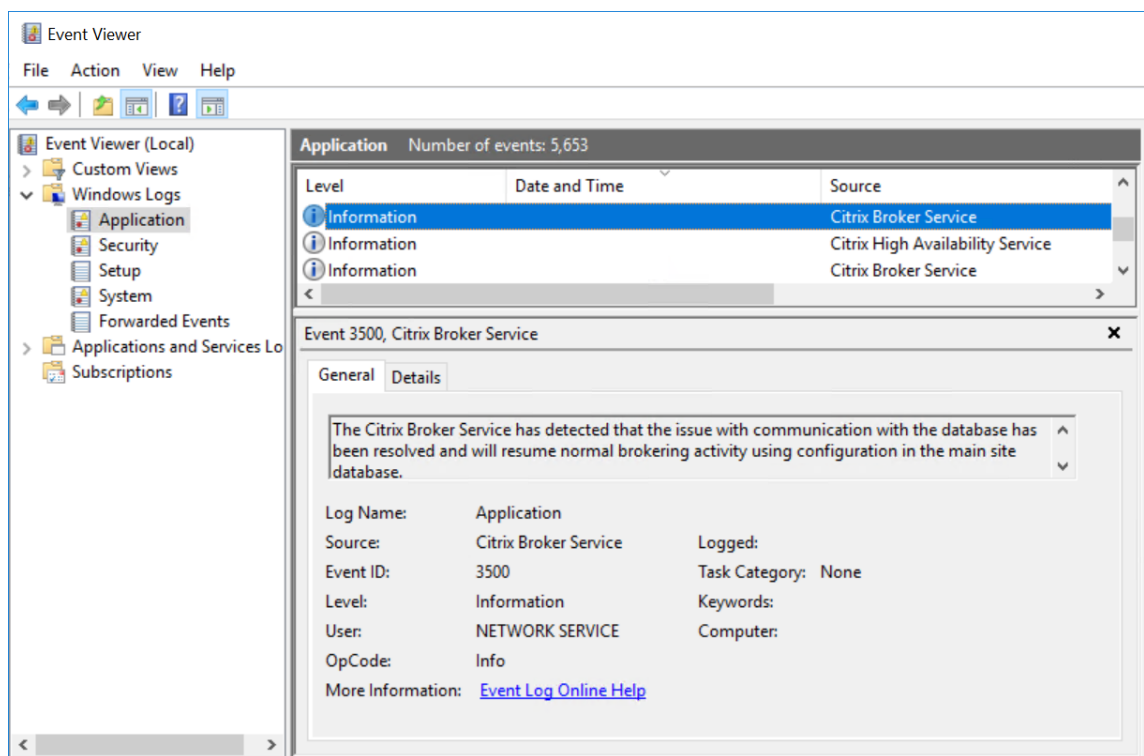 Event Viewer
File Action View Help
Event Viewer (Local)
Custom Views
Windows Logs
Application
Security
Setup
System
Forwarded Events
Applications and Services Lo
Subscriptions
Application Number of events: 5,653
Level Date and Time Source
Information Citrix Broker Service
Information Citrix High Availability Service
Information Citrix Broker Service
Event 3500, Citrix Broker Service
General Details
The Citrix Broker Service has detected that the issue with communication with the database has
been resolved and will resume normal brokering activity using configuration in the main site
database.
Log Name: Application
Source: Citrix Broker Service Logged:
Event ID: 3500 Task Category: None
Level: Information Keywords:
User: NETWORK SERVICE Computer:
OpCode: Info
More Information: Event Log Online Help